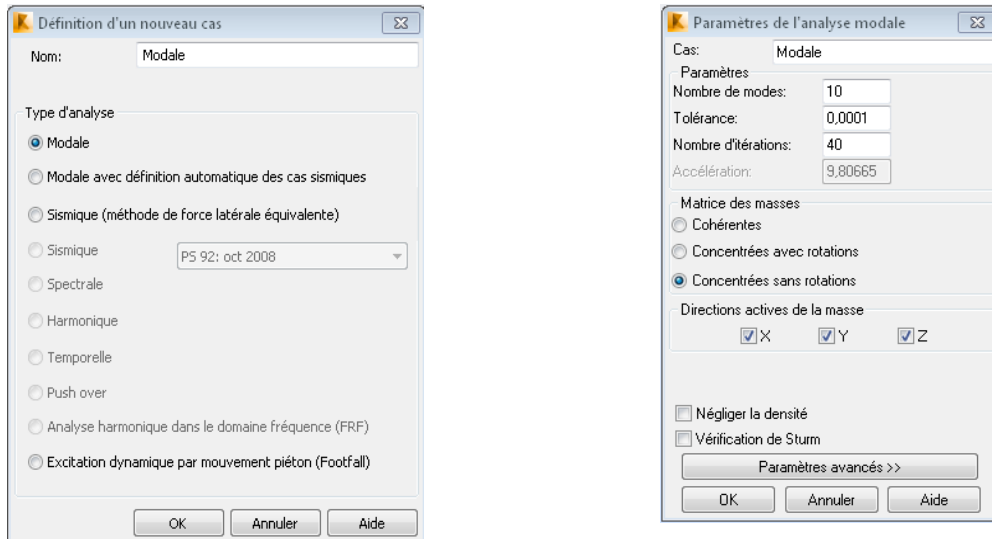 Définition d'un nouveau cas
Nom: Modale
Type d'analyse
Modale
Modale avec définition automatique des cas sismiques
Sismique (méthode de force latérale équivalente)
Sismique PS 92: oct 2008
Spectrale
Harmonique
Temporelle
Push over
Analyse harmonique dans le domaine fréquence (FRF)
Excitation dynamique par mouvement piéton (Footfall)
OK Annuler Aide
Paramètres de l'analyse modale
Cas: Modale
Paramètres
Nombre de modes: 10
Tolérance: 0,0001
Nombre d'itérations: 40
Accélération: 9,80665
Matrice des masses
Cohérentes
Concentrées avec rotations
Concentrées sans rotations
Directions actives de la masse
X Y Z
Négliger la densité
Vérification de Sturm
Paramètres avancés >>
OK Annuler Aide